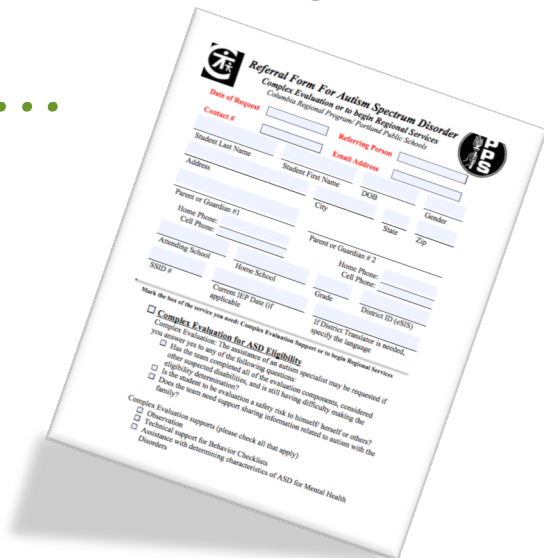 Referral Form For Autism Spectrum Disorder
Complex Evaluation or to begin Regional Services
Columbia Regional Program/ Portland Public Schools
PPS
Date of Request
Referring Person
Contact #
Email Address
Student Last Name
Student First Name
DOB
Gender
Address
City
State
Zip
Parent or Guardian #1
Parent or Guardian # 2
Home Phone:
Home Phone:
Cell Phone:
Cell Phone:
Attending School
Home School
Grade
District ID (eSIS)
SSID #
Current IEP Date (if
applicable
If District Translator is needed,
specify the language
Mark the box of the service you need: Complex Evaluation Support or to begin Regional Services
Complex Evaluation for ASD Eligibility
Complex Evaluation: The assistance of an autism specialist may be requested if
you answer yes to any of the following questions:
Has the team completed all of the evaluation components, considered
other suspected disabilities, and is still having difficulty making the
eligibility determination?
Is the student to be evaluation a safety risk to himself/ herself or others?
Does the team need support sharing information related to autism with the
family?
Complex Evaluation supports (please check all that apply)
Observation
Technical support for Behavior Checklists
Assistance with determining characteristics of ASD for Mental Health
Disorders